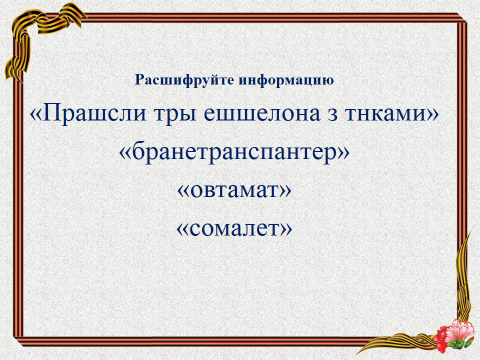 Расшифруйте информацию
«Прашсли тры ешшелона з тнками»
«бранетранспантер»
«овтамат»
«сомалет»